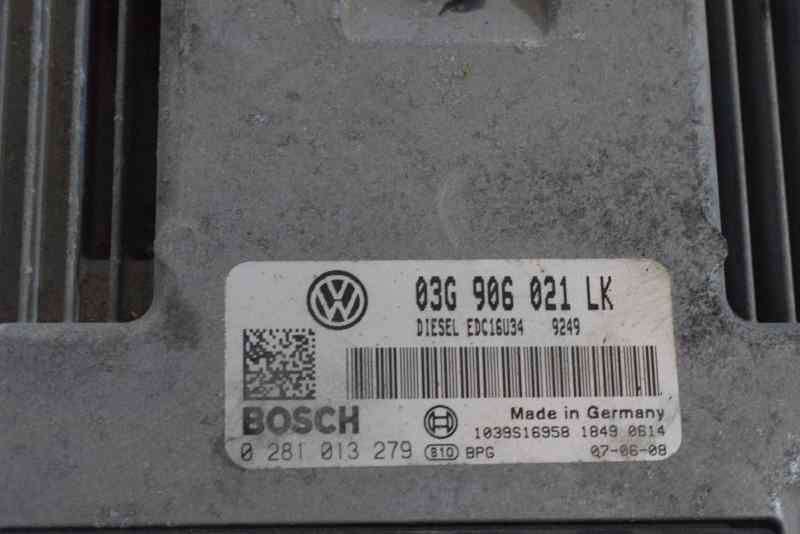 03G 906 021 LK
DIESEL EDC16U34 9249
BOSCH
Made in Germany
1039S16958 1849 0614
0 281 013 279 810 BPG 07-06-08